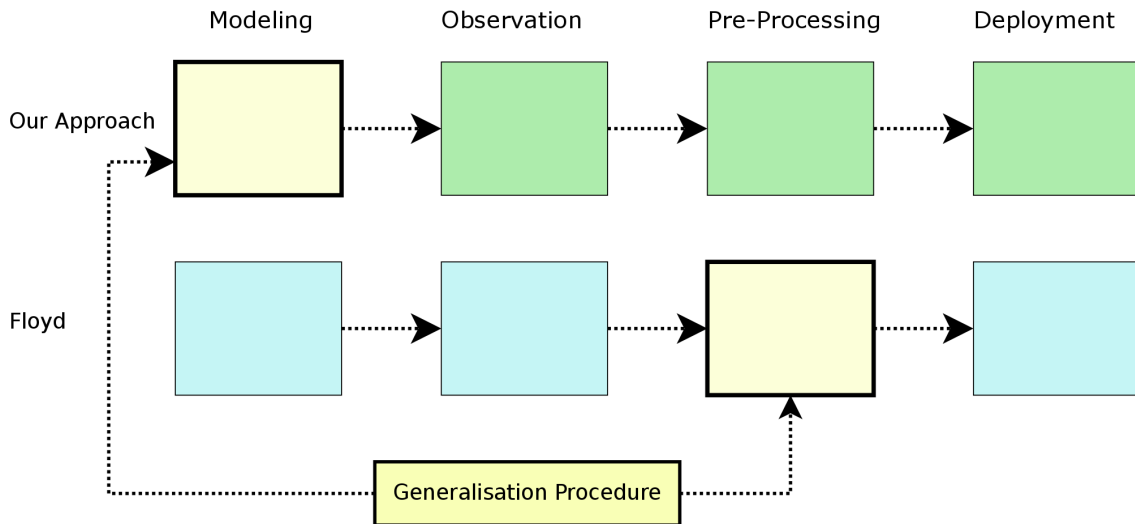 Modeling
Observation
Pre-Processing
Deployment
Our Approach
Floyd
Generalisation Procedure